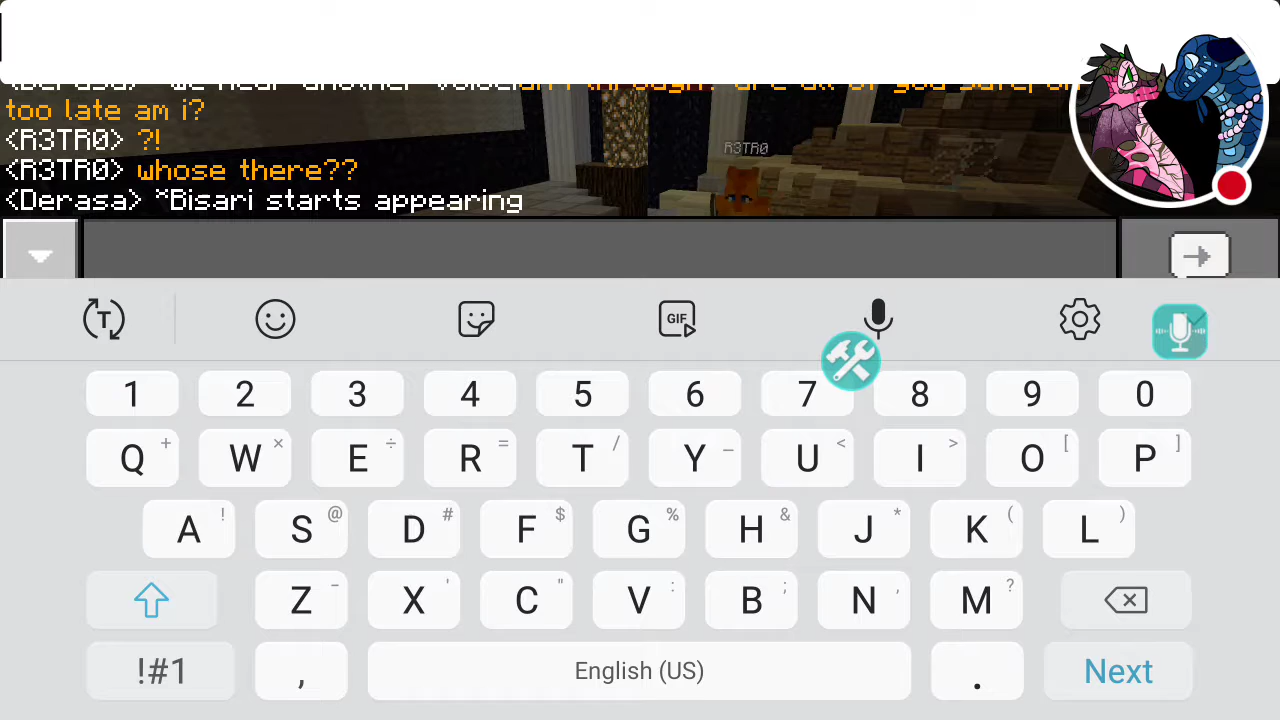 too late am i?
<R3TR0> ?!
R3TR0
<R3TR0> whose there??
<Derasa> *Bisari starts appearing
T
GIF
1 2 3 4 5 6 7 8 9 0
Q + W × E ÷ R = T / Y _ U < I > O [ P ]
A ! S @ D # F $ G % H & J * K ( L )
Z - X ' C " V : B ; N , M ?
!#1 , English (US) . Next